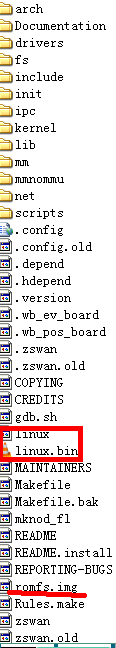 arch
Documentation
drivers
fs
include
init
ipc
kernel
lib
mm
mmnommu
net
scripts
.config
.config.old
.depend
.hdepend
.version
.wb_ev_board
.wb_pos_board
.zswan
.zswan.old
COPYING
CREDITS
gdb.sh
linux
linux.bin
MAINTAINERS
Makefile
Makefile.bak
mknod_fl
README
README.install
REPORTING-BUGS
romfs.img
Rules.make
zswan
zswan.old